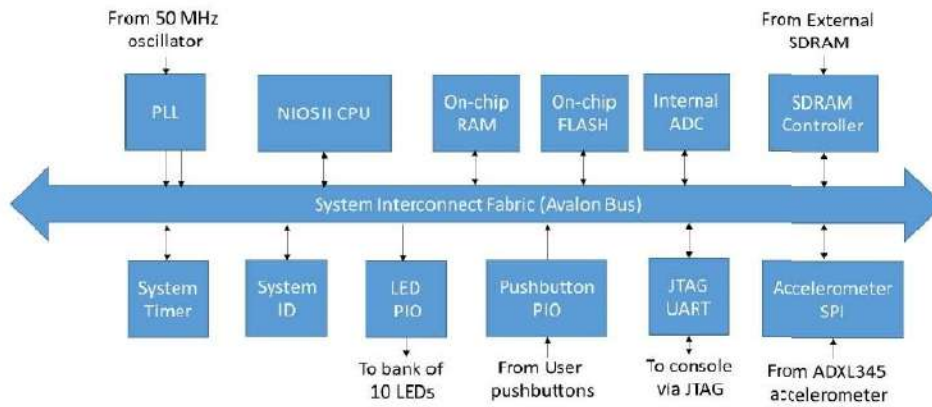 From 50 MHz
oscillator
From External
SDRAM
PLL
NIOSII CPU
On-chip
RAM
On-chip
FLASH
Internal
ADC
SDRAM
Controller
System Interconnect Fabric (Avalon Bus)
System
Timer
System
ID
LED
PIO
Pushbutton
PIO
JTAG
UART
Accelerometer
SPI
To bank of
10 LEDs
From User
pushbuttons
To console
via JTAG
From ADXL345
accelerometer